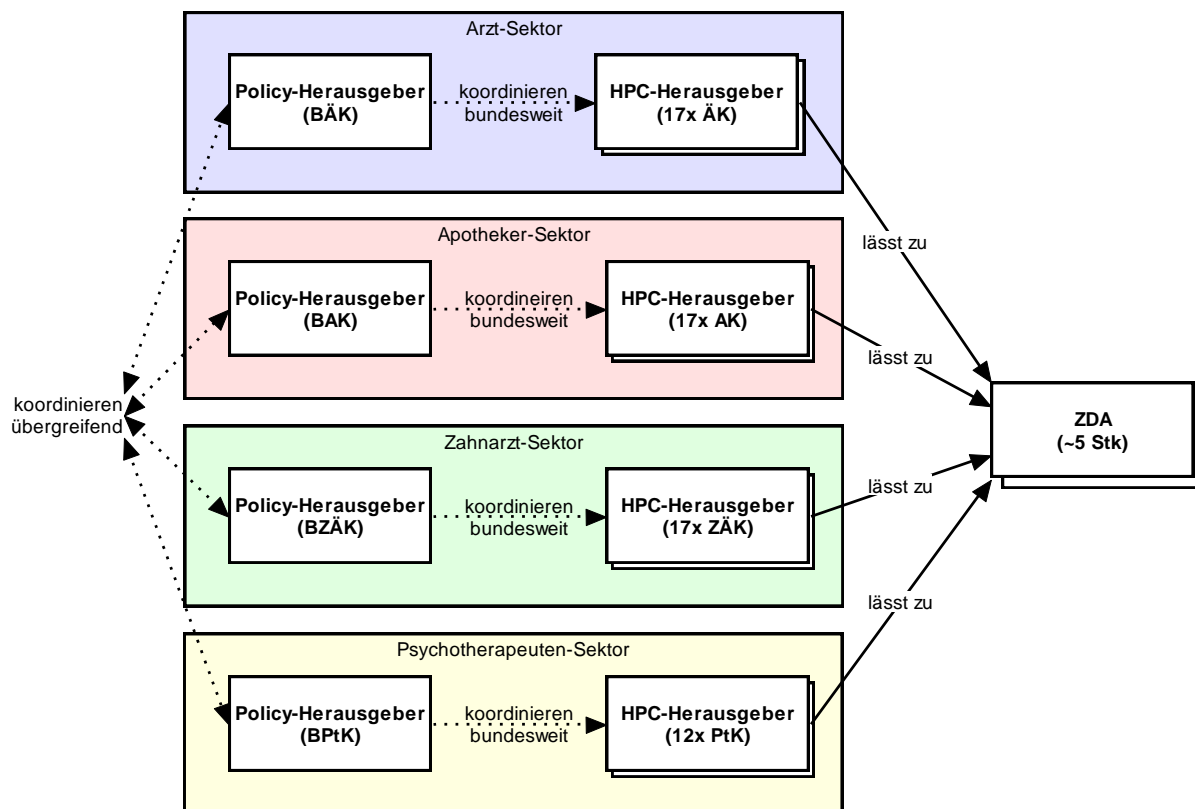 Arzt-Sektor
Policy-Herausgeber
(BÄK)
koordinieren
bundesweit
HPC-Herausgeber
(17x ÄK)
lässt zu
Apotheker-Sektor
Policy-Herausgeber
(BAK)
koordineiren
bundesweit
HPC-Herausgeber
(17x AK)
lässt zu
koordinieren
übergreifend
ZDA
(~5 Stk)
Zahnarzt-Sektor
Policy-Herausgeber
(BZÄK)
koordinieren
bundesweit
HPC-Herausgeber
(17x ZÄK)
lässt zu
Psychotherapeuten-Sektor
Policy-Herausgeber
(BPtK)
koordinieren
bundesweit
HPC-Herausgeber
(12x PtK)
lässt zu